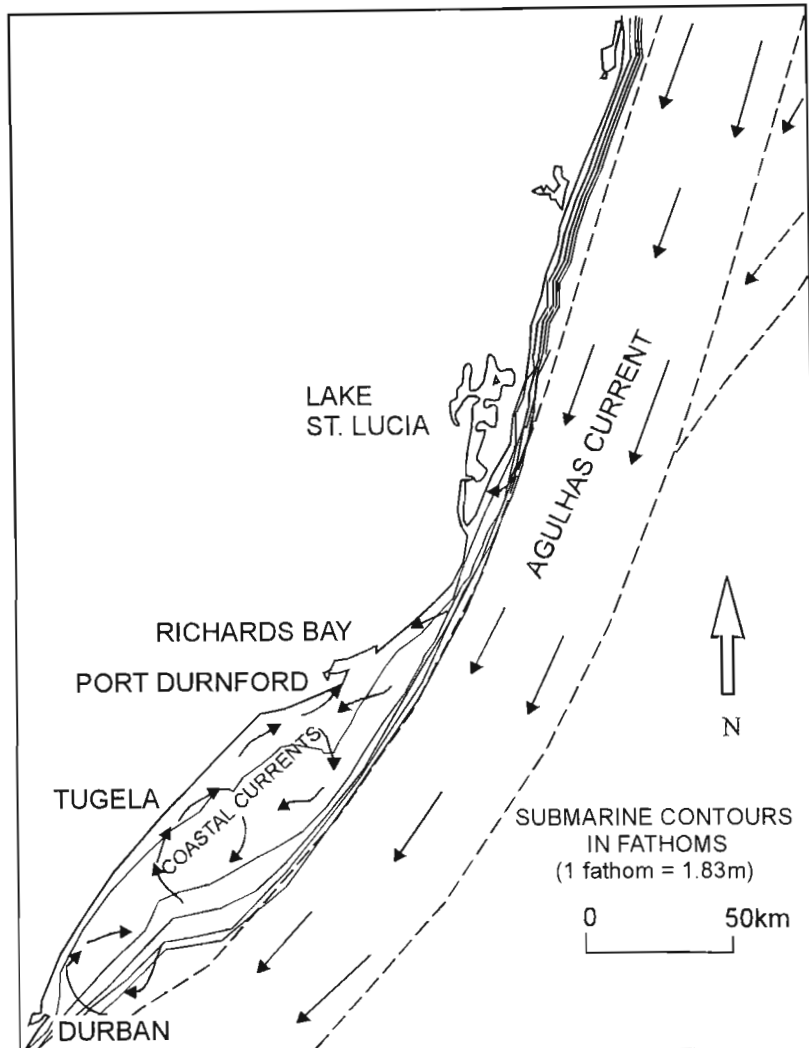 LAKE
ST. LUCIA
AGULHAS CURRENT
RICHARDS BAY
PORT DURNFORD
N
TUGELA
COASTAL CURRENTS
SUBMARINE CONTOURS
IN FATHOMS
(1 fathom = 1.83m)
0 50km
DURBAN